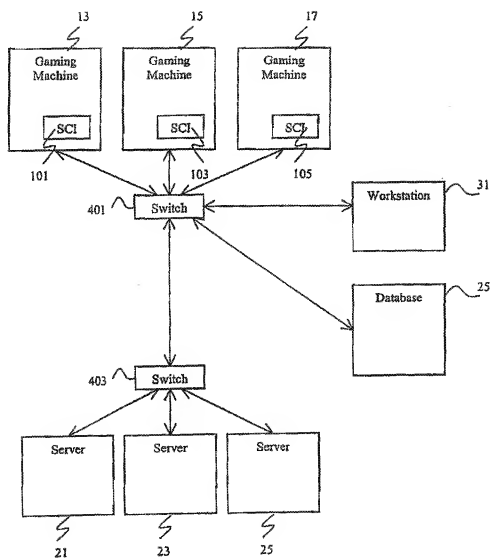 13
15
17
Gaming
Machine
Gaming
Machine
Gaming
Machine
SCI
SCI
SCI
101
103
105
401
Switch
31
Workstation
25
Database
403
Switch
Server
Server
Server
21
23
25